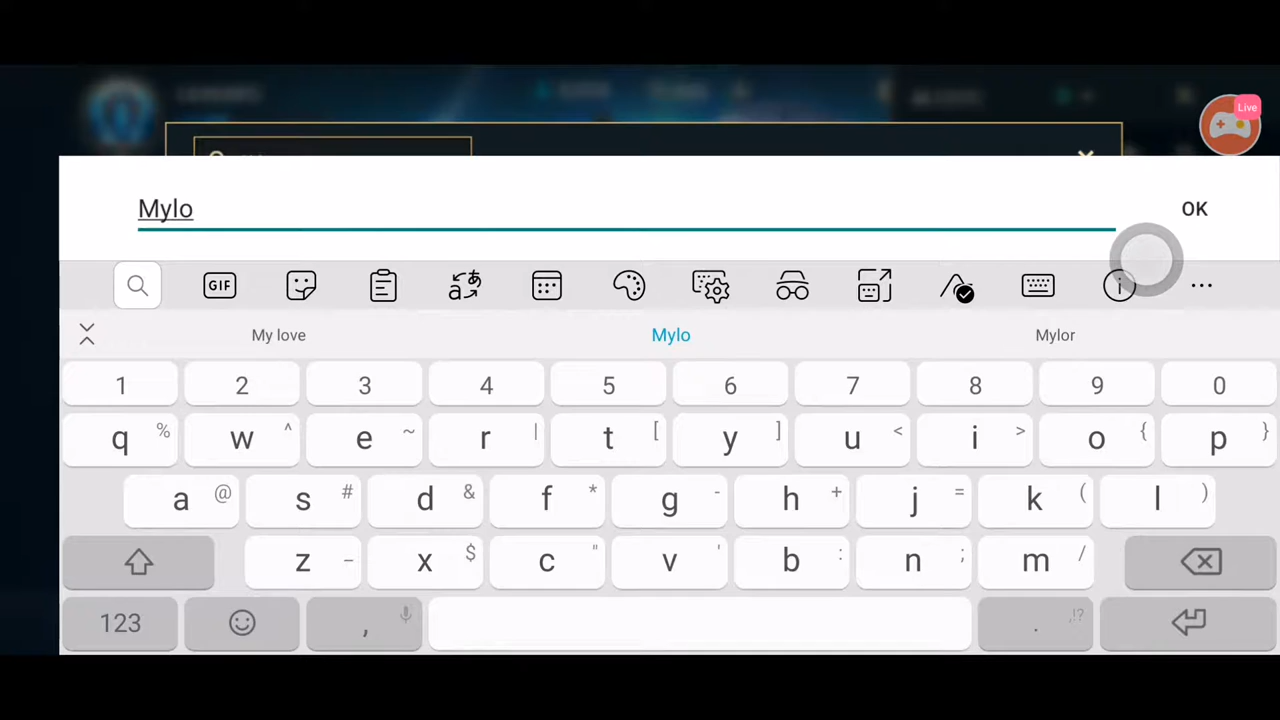 Live
Mylo
OK
GIF
My love Mylo Mylor
1 2 3 4 5 6 7 8 9 0
q % w ^ e ~ r | t [ y ] u < i > o { p }
a @ s # d & f * g - h + j = k ( l )
z _ x $ c " v ' b : n ; m /
123 , . ,!?